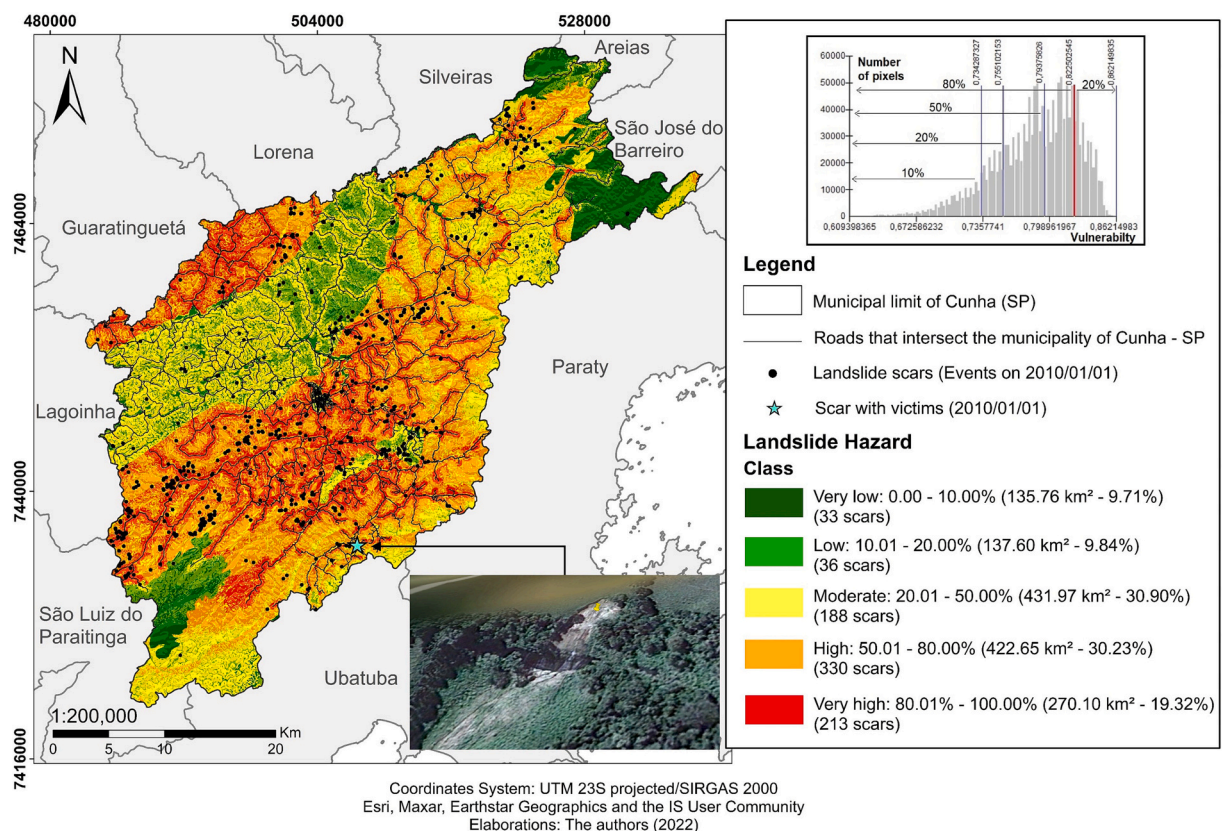 480000
504000
528000
N
Areias
Silveiras
São José do
Barreiro
Lorena
Guaratinguetá
7464000
Paraty
Lagoinha
7440000
São Luiz do
Paraitinga
Ubatuba
1:200,000
Km
0 5 10 20
7416000
Coordinates System: UTM 23S projected/SIRGAS 2000
Esri, Maxar, Earthstar Geographics and the IS User Community
Elaborations: The authors (2022)
0,734287327
0,755102153
0,79375826
0,822502545
0,862149835
60000
Number
of pixels
50000
80%
20%
40000
50%
30000
20%
20000
10%
10000
0
0,609398365 0,672586232 0,7357741 0,798961967 0,86214983
Vulnerabilty
Legend
Municipal limit of Cunha (SP)
Roads that intersect the municipality of Cunha - SP
Landslide scars (Events on 2010/01/01)
Scar with victims (2010/01/01)
Landslide Hazard
Class
Very low: 0.00 - 10.00% (135.76 km² - 9.71%)
(33 scars)
Low: 10.01 - 20.00% (137.60 km² - 9.84%)
(36 scars)
Moderate: 20.01 - 50.00% (431.97 km² - 30.90%)
(188 scars)
High: 50.01 - 80.00% (422.65 km² - 30.23%)
(330 scars)
Very high: 80.01% - 100.00% (270.10 km² - 19.32%)
(213 scars)